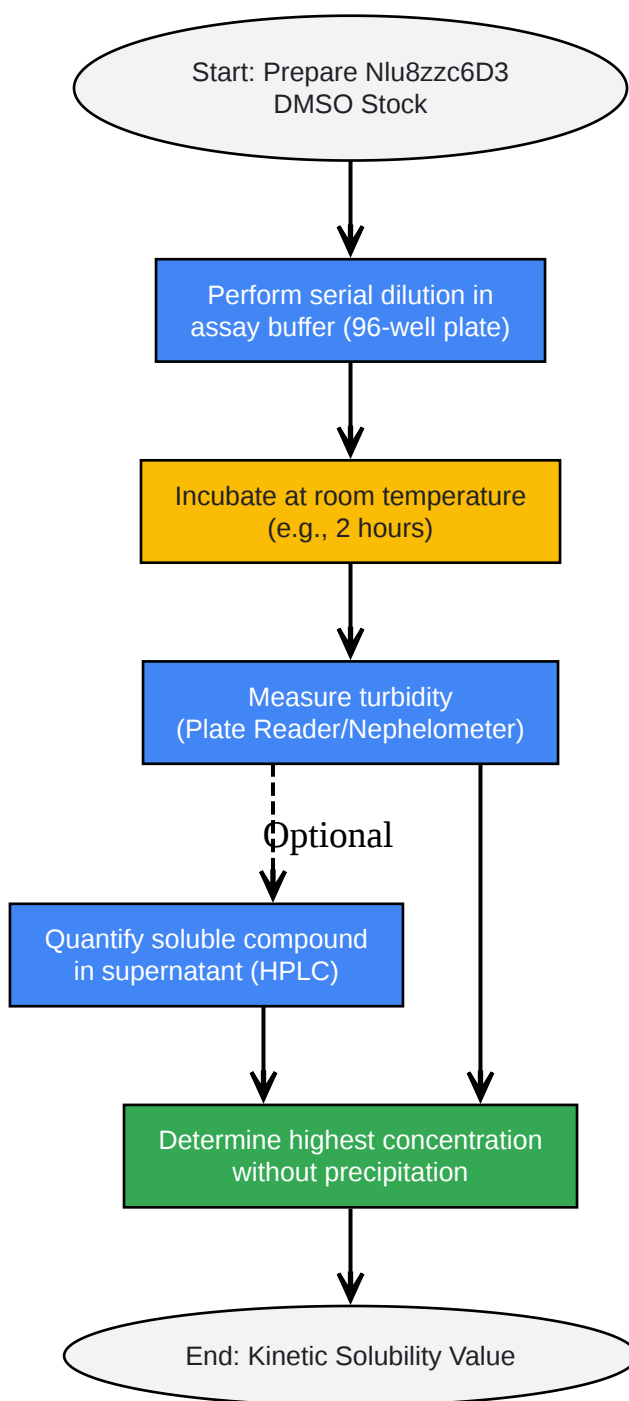 Start: Prepare Nlu8zzc6D3
DMSO Stock
Perform serial dilution in
assay buffer (96-well plate)
Incubate at room temperature
(e.g., 2 hours)
Measure turbidity
(Plate Reader/Nephelometer)
Optional
Quantify soluble compound
in supernatant (HPLC)
Determine highest concentration
without precipitation
End: Kinetic Solubility Value